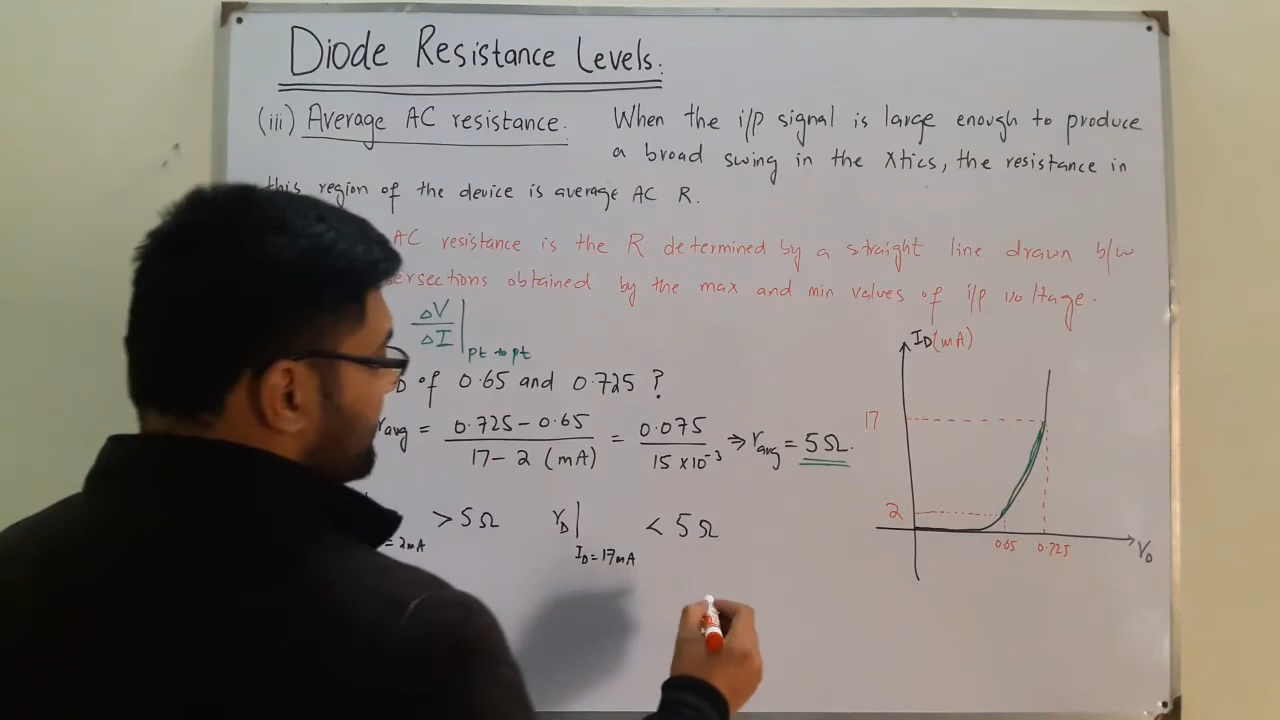 Diode Resistance Levels:
(iii) Average AC resistance. When the i/p signal is large enough to produce
a broad swing in the Xtics, the resistance in
this region of the device is average AC R.
AC resistance is the R determined by a straight line drawn b/w
obtained by the max and min values of i/p voltage.
ΔV/ΔI | pt to pt
of 0.65 and 0.725 ?
ravg = 0.725 - 0.65 / 17 - 2 (mA) = 0.075 / 15 x10^-3 ⇒ ravg = 5Ω.
= 2mA > 5Ω rD | ID = 17mA < 5Ω
ID(mA)
17
2
0.65 0.725
VD